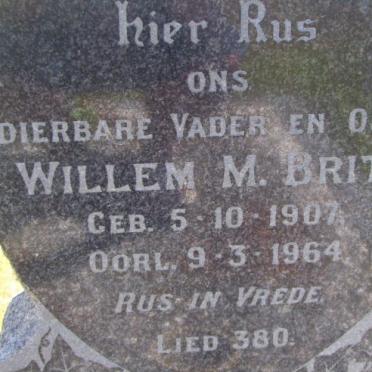 hier Rus
ONS
DIERBARE VADER EN
WILLEM M.
GEB. 5-10-1907.
OORL. 9-3-1964.
RUS IN VREDE.
LIED 380.